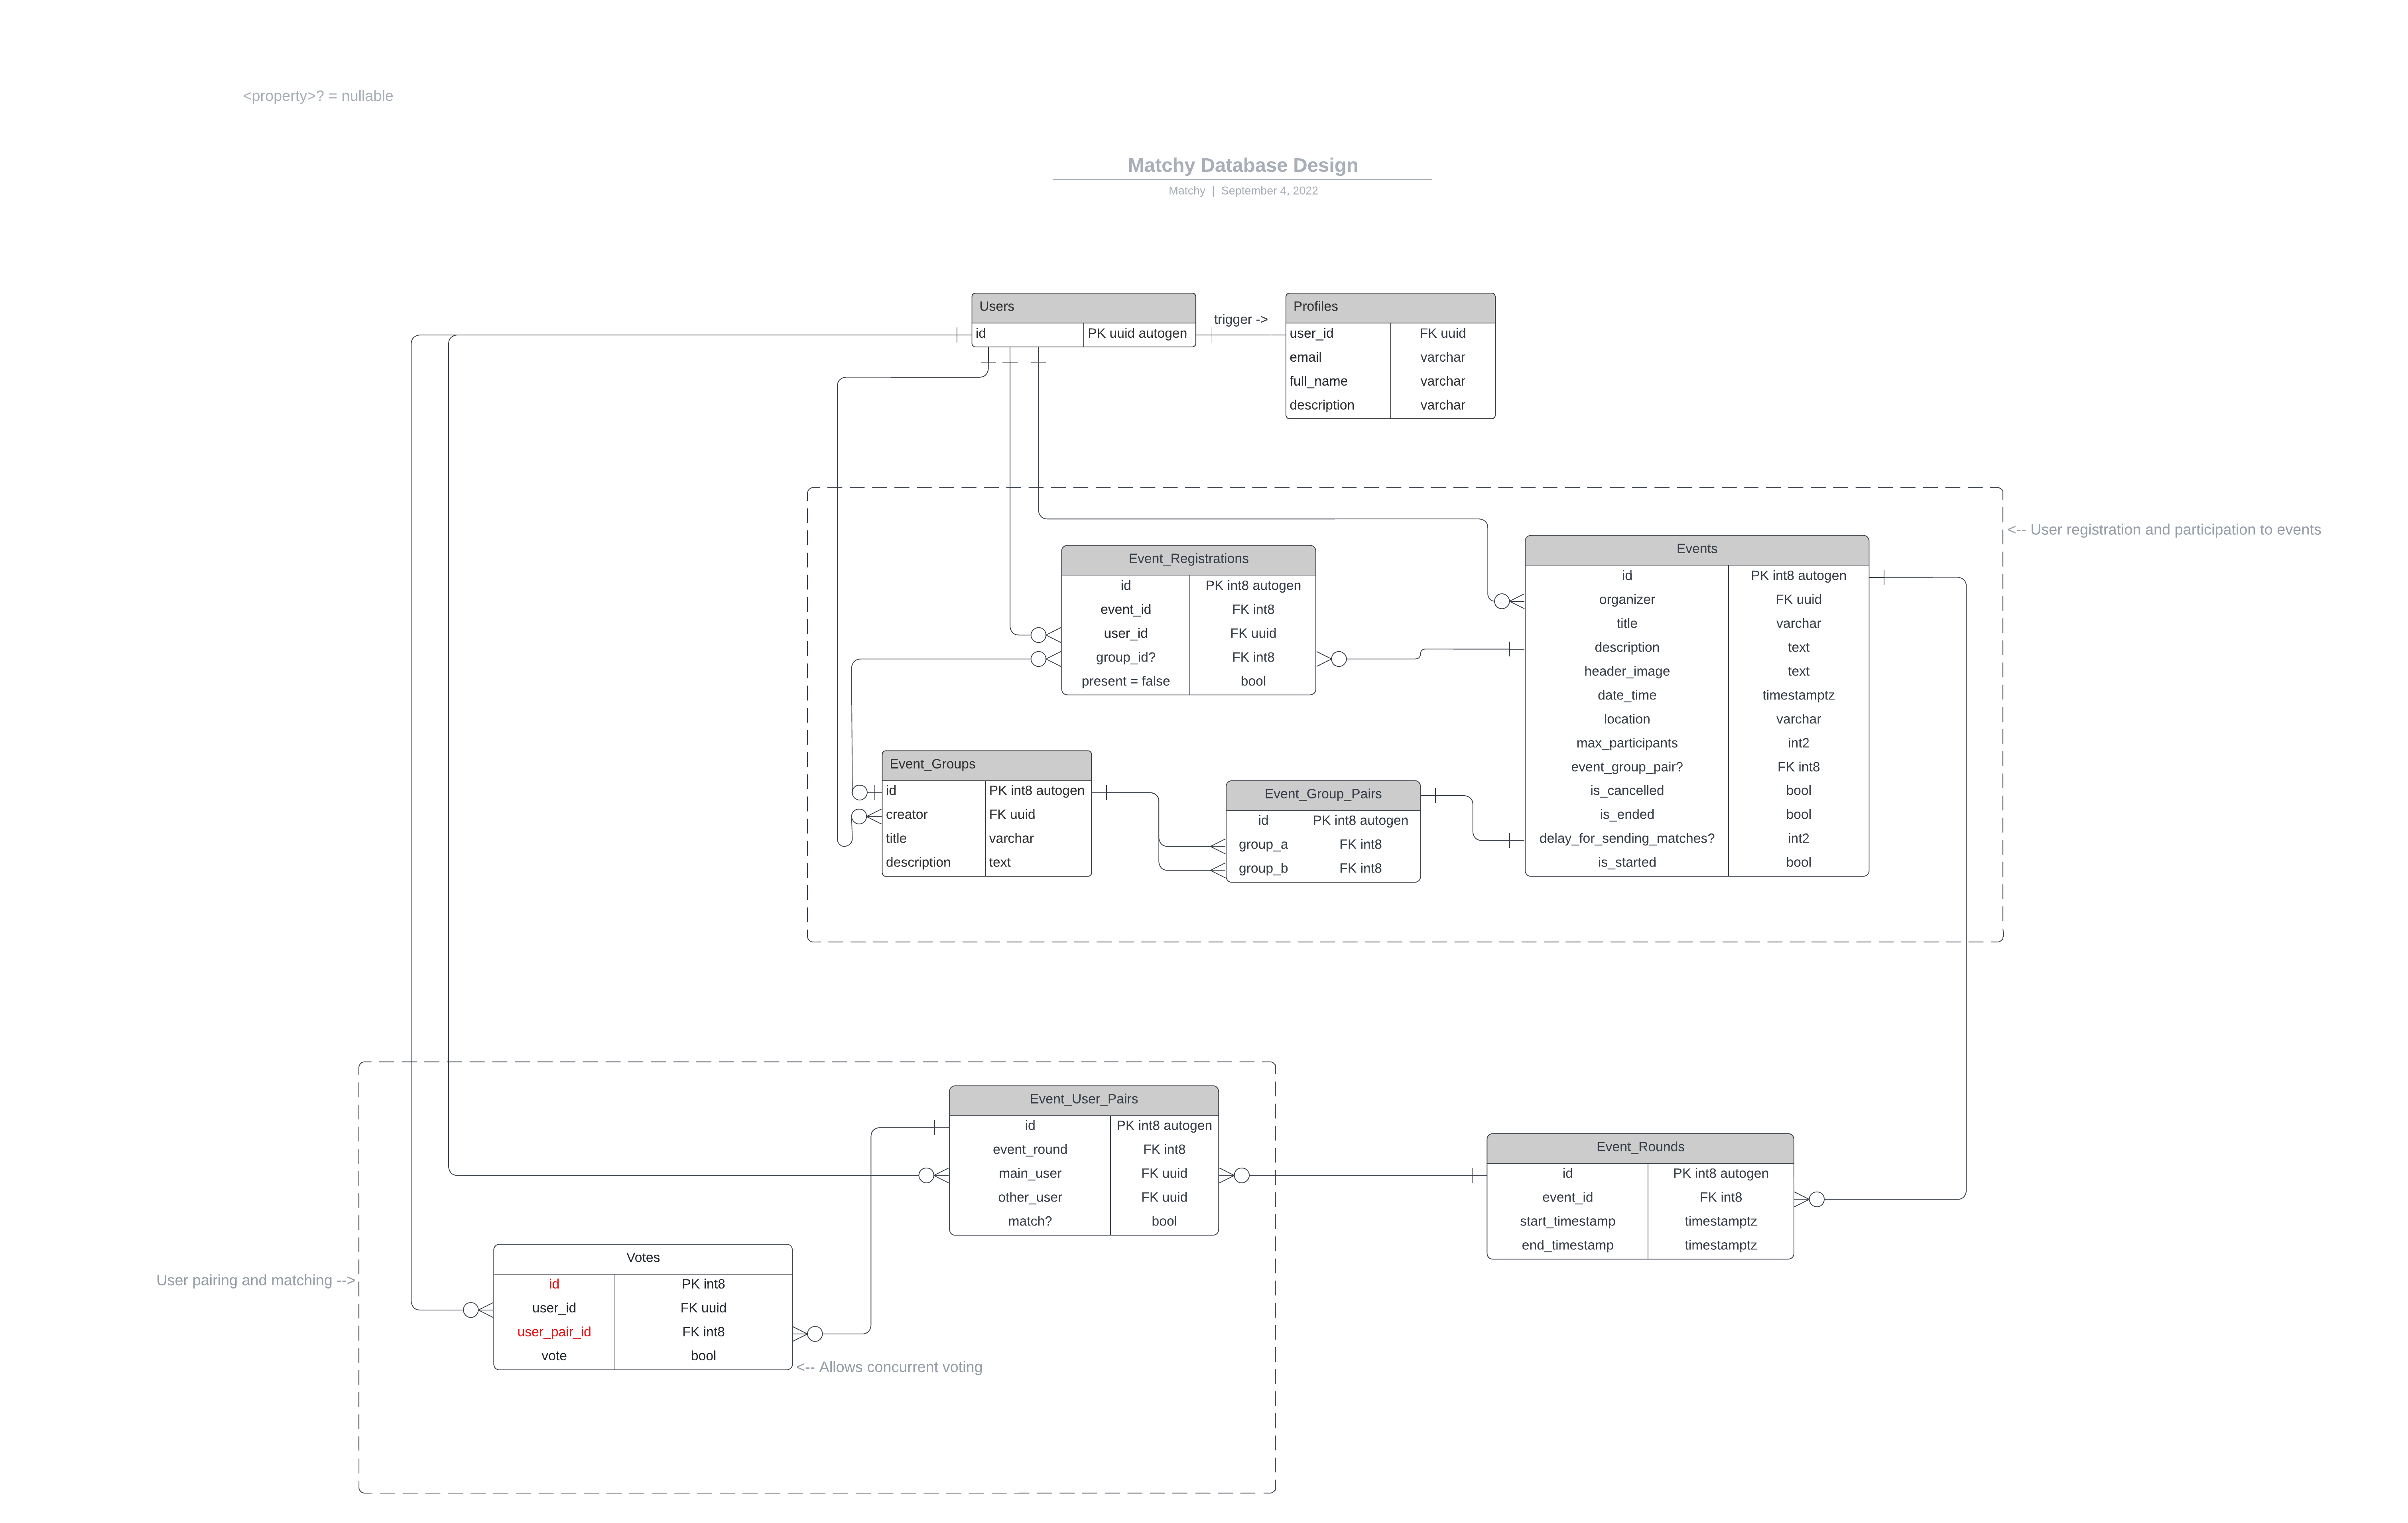 <property>? = nullable
Matchy Database Design
Matchy | September 4, 2022
Users
id PK uuid autogen
trigger ->
Profiles
user_id FK uuid
email varchar
full_name varchar
description varchar
<-- User registration and participation to events
Event_Registrations
id PK int8 autogen
event_id FK int8
user_id FK uuid
group_id? FK int8
present = false bool
Events
id PK int8 autogen
organizer FK uuid
title varchar
description text
header_image text
date_time timestamptz
location varchar
max_participants int2
event_group_pair? FK int8
is_cancelled bool
is_ended bool
delay_for_sending_matches? int2
is_started bool
Event_Groups
id PK int8 autogen
creator FK uuid
title varchar
description text
Event_Group_Pairs
id PK int8 autogen
group_a FK int8
group_b FK int8
Event_User_Pairs
id PK int8 autogen
event_round FK int8
main_user FK uuid
other_user FK uuid
match? bool
Event_Rounds
id PK int8 autogen
event_id FK int8
start_timestamp timestamptz
end_timestamp timestamptz
User pairing and matching -->
Votes
id PK int8
user_id FK uuid
user_pair_id FK int8
vote bool
<-- Allows concurrent voting